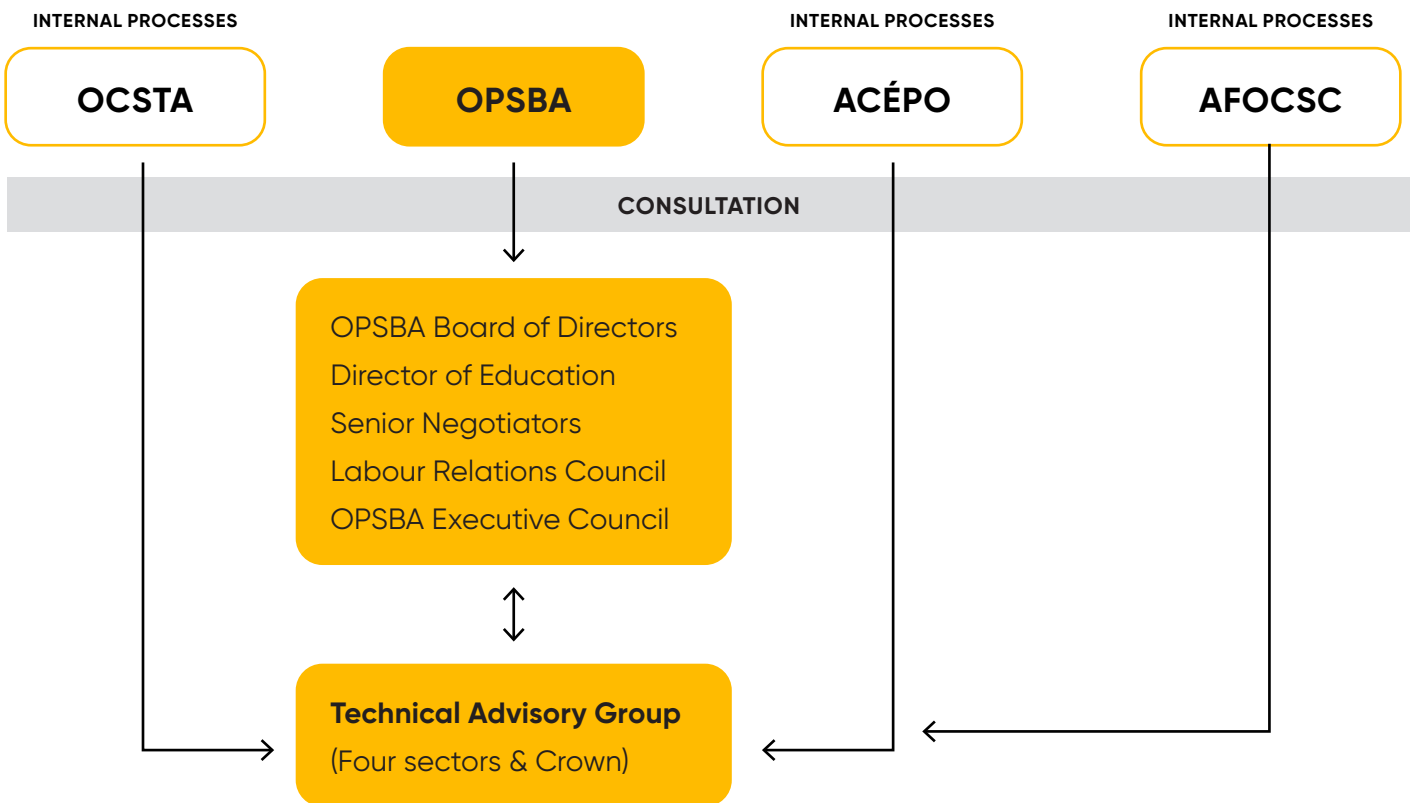 INTERNAL PROCESSES
INTERNAL PROCESSES
INTERNAL PROCESSES
OCSTA
OPSBA
ACÉPO
AFOCSC
CONSULTATION
OPSBA Board of Directors
Director of Education
Senior Negotiators
Labour Relations Council
OPSBA Executive Council
Technical Advisory Group
(Four sectors & Crown)